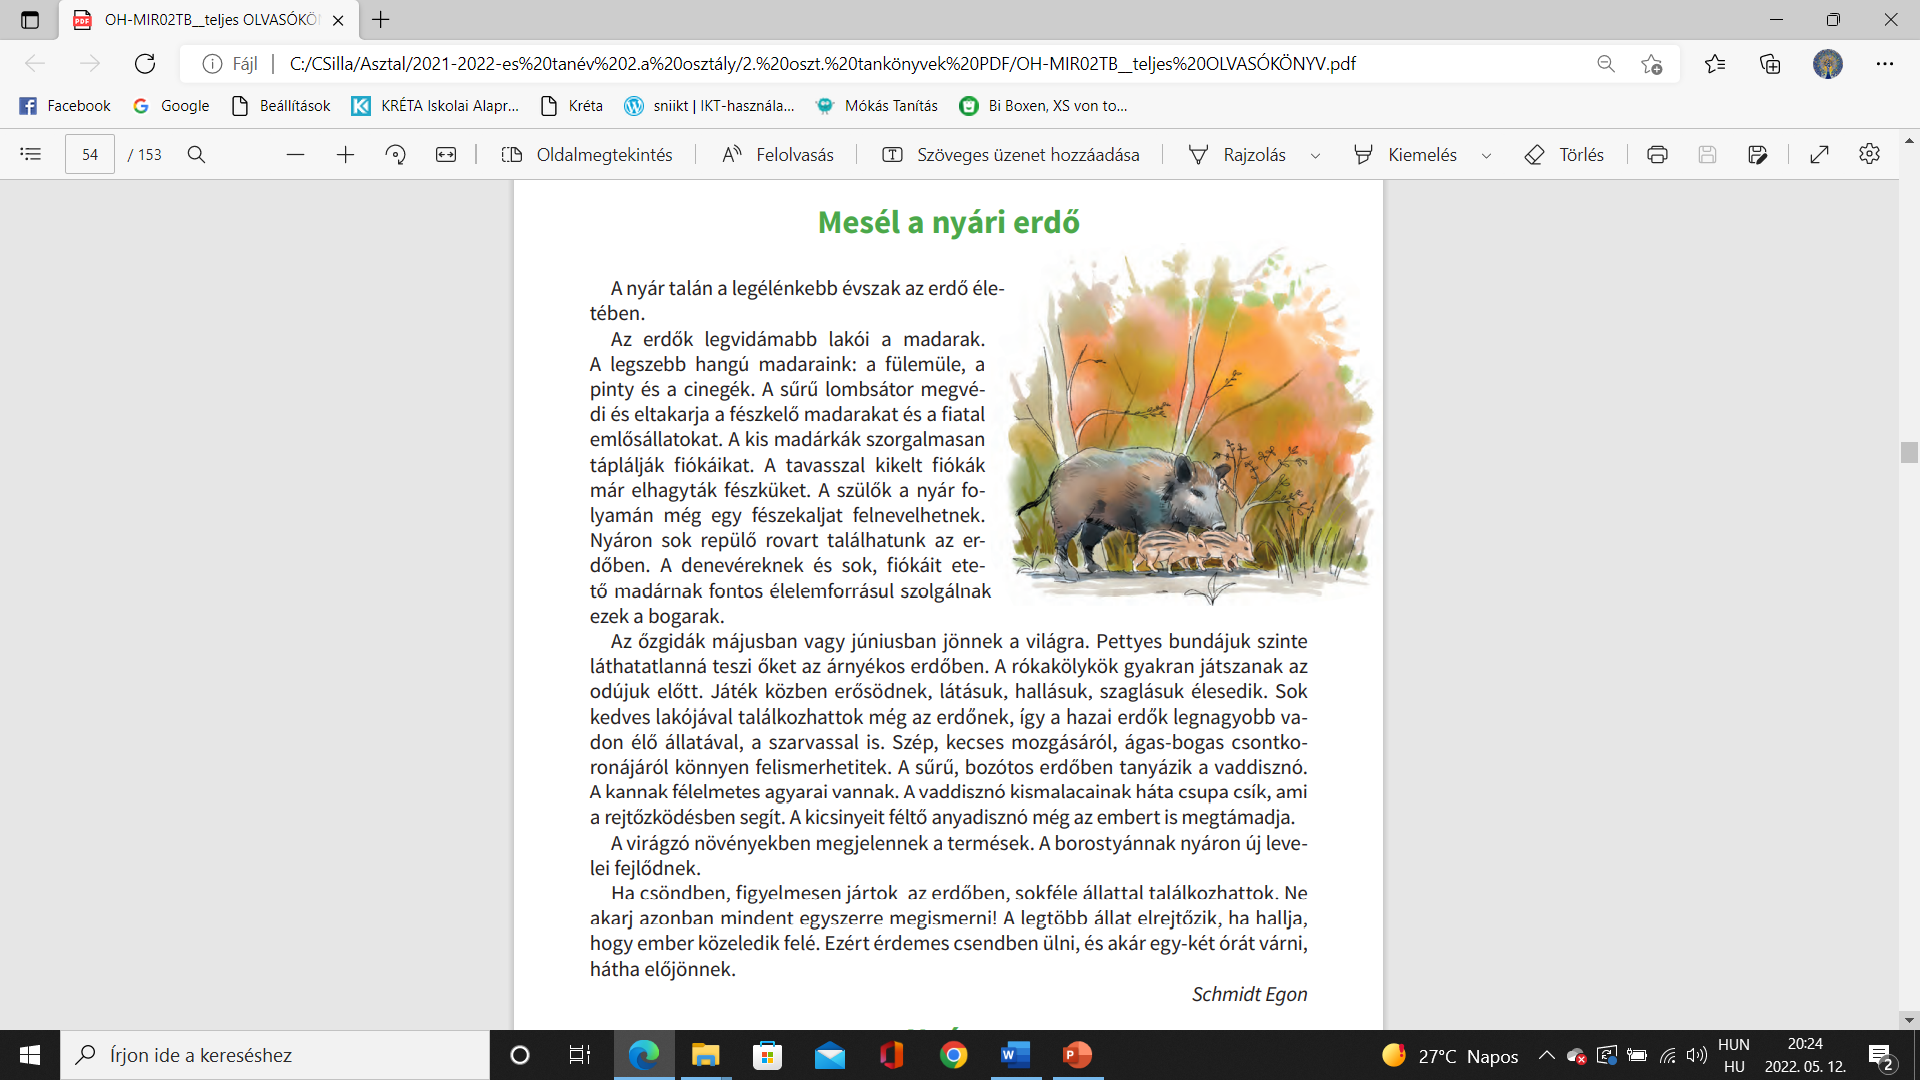 OH-MIR02TB__teljes OLVASÓKÖN
Fájl C:/CSilla/Asztal/2021-2022-es%20tanév%202.a%20osztály/2.%20oszt.%20tankönyvek%20PDF/OH-MIR02TB__teljes%20OLVASÓKÖNYV.pdf
Facebook Google Beállítások KRÉTA Iskolai Alapr... Kréta sniikt | IKT-használa... Mókás Tanítás Bi Boxen, XS von to...
54 / 153 Oldalmegtekintés Felolvasás Szöveges üzenet hozzáadása Rajzolás Kiemelés Törlés
Mesél a nyári erdő
A nyár talán a legélénkebb évszak az erdő éle-
tében.
Az erdők legvidámabb lakói a madarak.
A legszebb hangú madaraink: a fülemüle, a
pinty és a cinegék. A sűrű lombsátor megvé-
di és eltakarja a fészkelő madarakat és a fiatal
emlősállatokat. A kis madárkák szorgalmasan
táplálják fiókáikat. A tavasszal kikelt fiókák
már elhagyták fészküket. A szülők a nyár fo-
lyamán még egy fészekaljat felnevelhetnek.
Nyáron sok repülő rovart találhatunk az er-
dőben. A denevéreknek és sok, fiókáit ete-
tő madárnak fontos élelemforrásul szolgálnak
ezek a bogarak.
Az őzgidák májusban vagy júniusban jönnek a világra. Pettyes bundájuk szinte
láthatatlanná teszi őket az árnyékos erdőben. A rókakölykök gyakran játszanak az
odújuk előtt. Játék közben erősödnek, látásuk, hallásuk, szaglásuk élesedik. Sok
kedves lakójával találkozhattok még az erdőnek, így a hazai erdők legnagyobb va-
don élő állatával, a szarvassal is. Szép, kecses mozgásáról, ágas-bogas csontko-
ronájáról könnyen felismerhetitek. A sűrű, bozótos erdőben tanyázik a vaddisznó.
A kannak félelmetes agyarai vannak. A vaddisznó kismalacainak háta csupa csík, ami
a rejtőzködésben segít. A kicsinyeit féltő anyadisznó még az embert is megtámadja.
A virágzó növényekben megjelennek a termések. A borostyánnak nyáron új leve-
lei fejlődnek.
Ha csöndben, figyelmesen jártok az erdőben, sokféle állattal találkozhattok. Ne
akarj azonban mindent egyszerre megismerni! A legtöbb állat elrejtőzik, ha hallja,
hogy ember közeledik felé. Ezért érdemes csendben ülni, és akár egy-két órát várni,
hátha előjönnek.
Schmidt Egon
Írjon ide a kereséshez
27°C Napos
HUN
HU
20:24
2022. 05. 12.
2